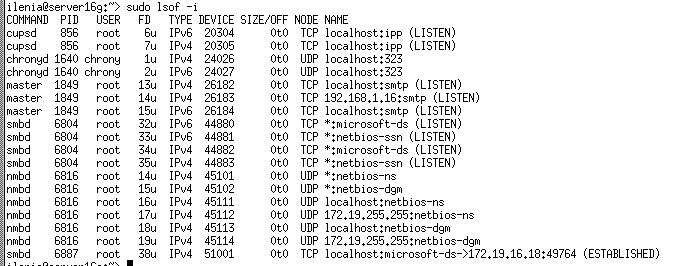 ilenia@server16g:~> sudo lsof -i
COMMAND  PID   USER   FD   TYPE DEVICE SIZE/OFF NODE NAME
cupsd    856   root    6u  IPv6  20304      0t0  TCP localhost:ipp (LISTEN)
cupsd    856   root    7u  IPv4  20305      0t0  TCP localhost:ipp (LISTEN)
chronyd 1640 chrony    1u  IPv4  24026      0t0  UDP localhost:323
chronyd 1640 chrony    2u  IPv6  24027      0t0  UDP localhost:323
master  1849   root   13u  IPv4  26182      0t0  TCP localhost:smtp (LISTEN)
master  1849   root   14u  IPv4  26183      0t0  TCP 192.168.1.16:smtp (LISTEN)
master  1849   root   15u  IPv6  26184      0t0  TCP localhost:smtp (LISTEN)
smbd    6804   root   32u  IPv6  44880      0t0  TCP *:microsoft-ds (LISTEN)
smbd    6804   root   33u  IPv6  44881      0t0  TCP *:netbios-ssn (LISTEN)
smbd    6804   root   34u  IPv4  44882      0t0  TCP *:microsoft-ds (LISTEN)
smbd    6804   root   35u  IPv4  44883      0t0  TCP *:netbios-ssn (LISTEN)
nmbd    6816   root   14u  IPv4  45101      0t0  UDP *:netbios-ns
nmbd    6816   root   15u  IPv4  45102      0t0  UDP *:netbios-dgm
nmbd    6816   root   16u  IPv4  45111      0t0  UDP localhost:netbios-ns
nmbd    6816   root   17u  IPv4  45112      0t0  UDP 172.19.255.255:netbios-ns
nmbd    6816   root   18u  IPv4  45113      0t0  UDP localhost:netbios-dgm
nmbd    6816   root   19u  IPv4  45114      0t0  UDP 172.19.255.255:netbios-dgm
smbd    6887   root   38u  IPv4  51001      0t0  TCP localhost:microsoft-ds->172.19.16.18:49764 (ESTABLISHED)
ilenia@server16g:~>